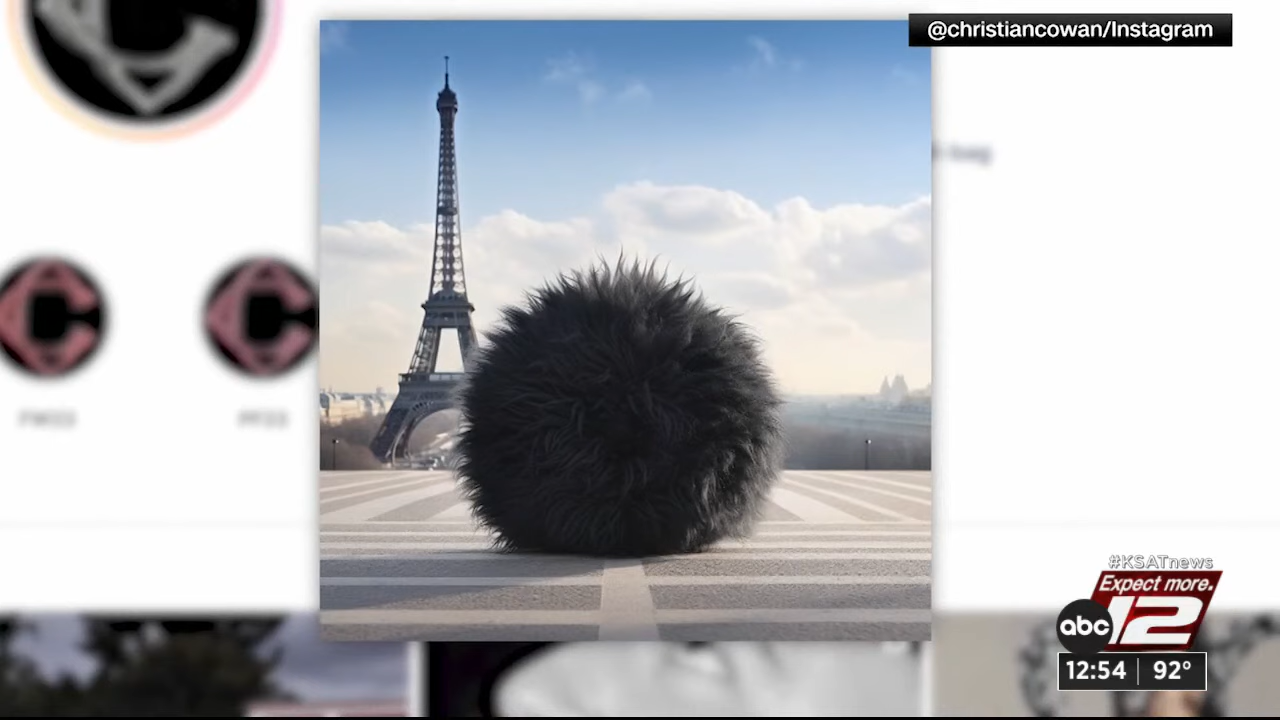 @christiancowan/Instagram
#KSATnews
Expect more.
abc 12
12:54 92°